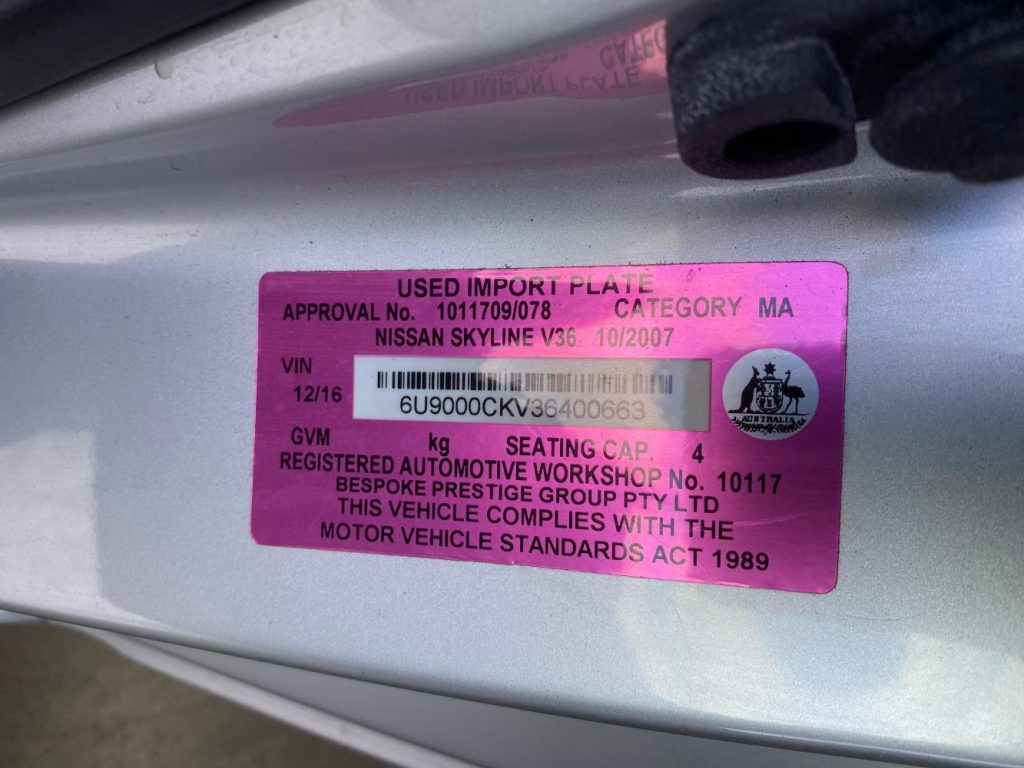 USED IMPORT PLATE
APPROVAL No. 1011709/078 CATEGORY MA
NISSAN SKYLINE V36 10/2007
VIN
12/16
6U9000CKV36400663
AUSTRALIA
GVM kg SEATING CAP. 4
REGISTERED AUTOMOTIVE WORKSHOP No. 10117
BESPOKE PRESTIGE GROUP PTY LTD
THIS VEHICLE COMPLIES WITH THE
MOTOR VEHICLE STANDARDS ACT 1989